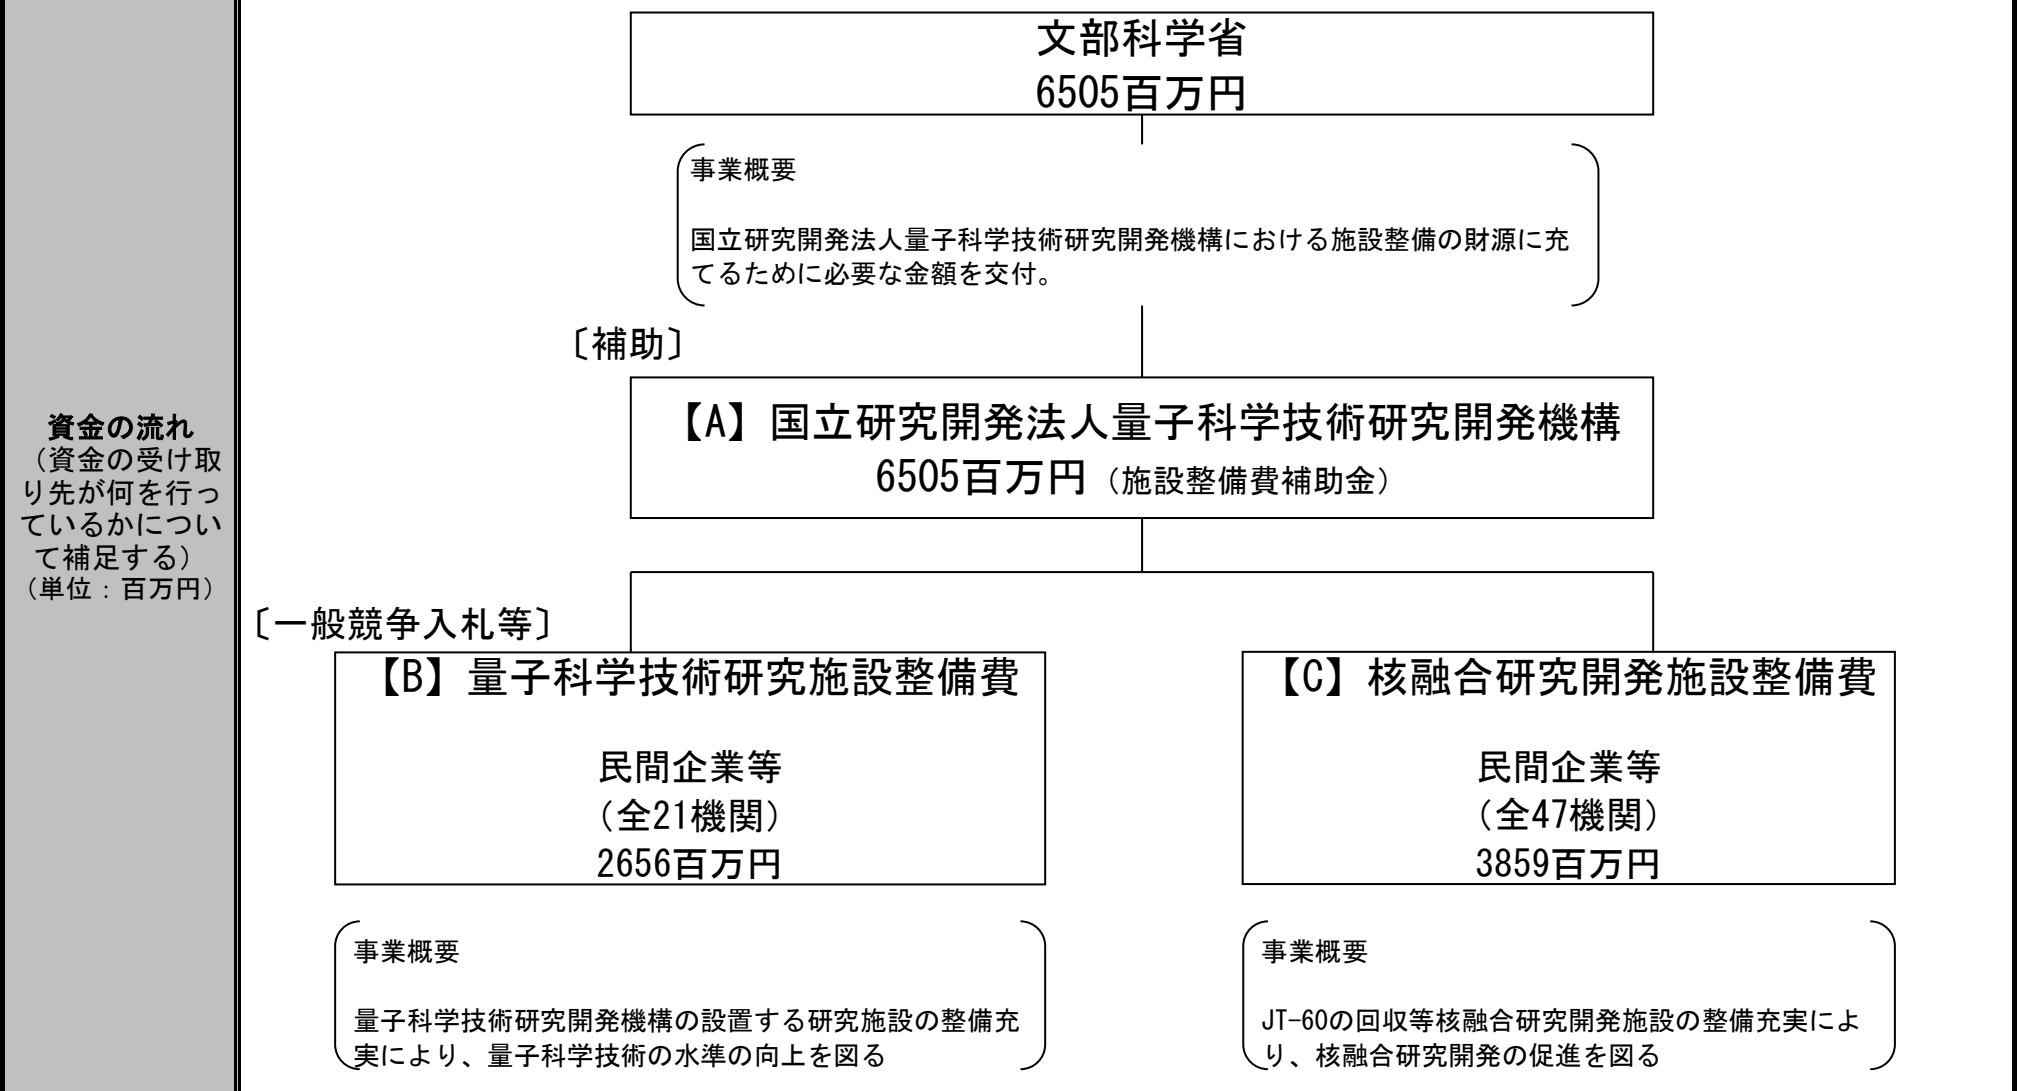 資金の流れ
（資金の受け取
り先が何を行っ
ているかについ
て補足する）
（単位：百万円）
文部科学省
6505百万円
事業概要
国立研究開発法人量子科学技術研究開発機構における施設整備の財源に充
てるために必要な金額を交付。
〔補助〕
【A】国立研究開発法人量子科学技術研究開発機構
6505百万円（施設整備費補助金）
〔一般競争入札等〕
【B】量子科学技術研究施設整備費
民間企業等
（全21機関）
2656百万円
事業概要
量子科学技術研究開発機構の設置する研究施設の整備充
実により、量子科学技術の水準の向上を図る
【C】核融合研究開発施設整備費
民間企業等
（全47機関）
3859百万円
事業概要
JT-60の回収等核融合研究開発施設の整備充実によ
り、核融合研究開発の促進を図る